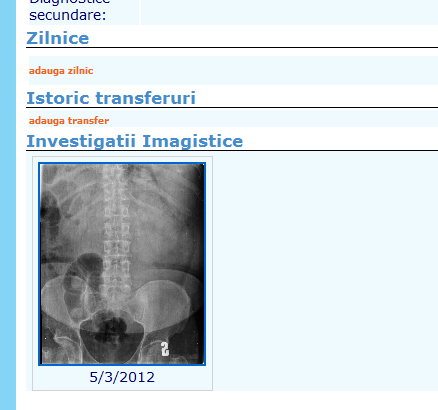 Diagnostice
secundare:
Zilnice
adauga zilnic
Istoric transferuri
adauga transfer
Investigatii Imagistice
5/3/2012